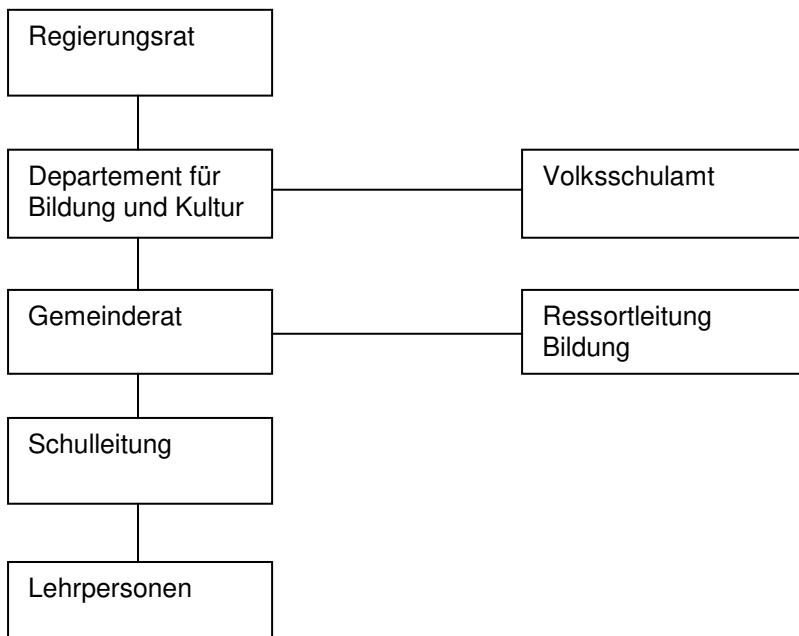 Regierungsrat
Departement für
Bildung und Kultur
Volksschulamt
Gemeinderat
Ressortleitung
Bildung
Schulleitung
Lehrpersonen